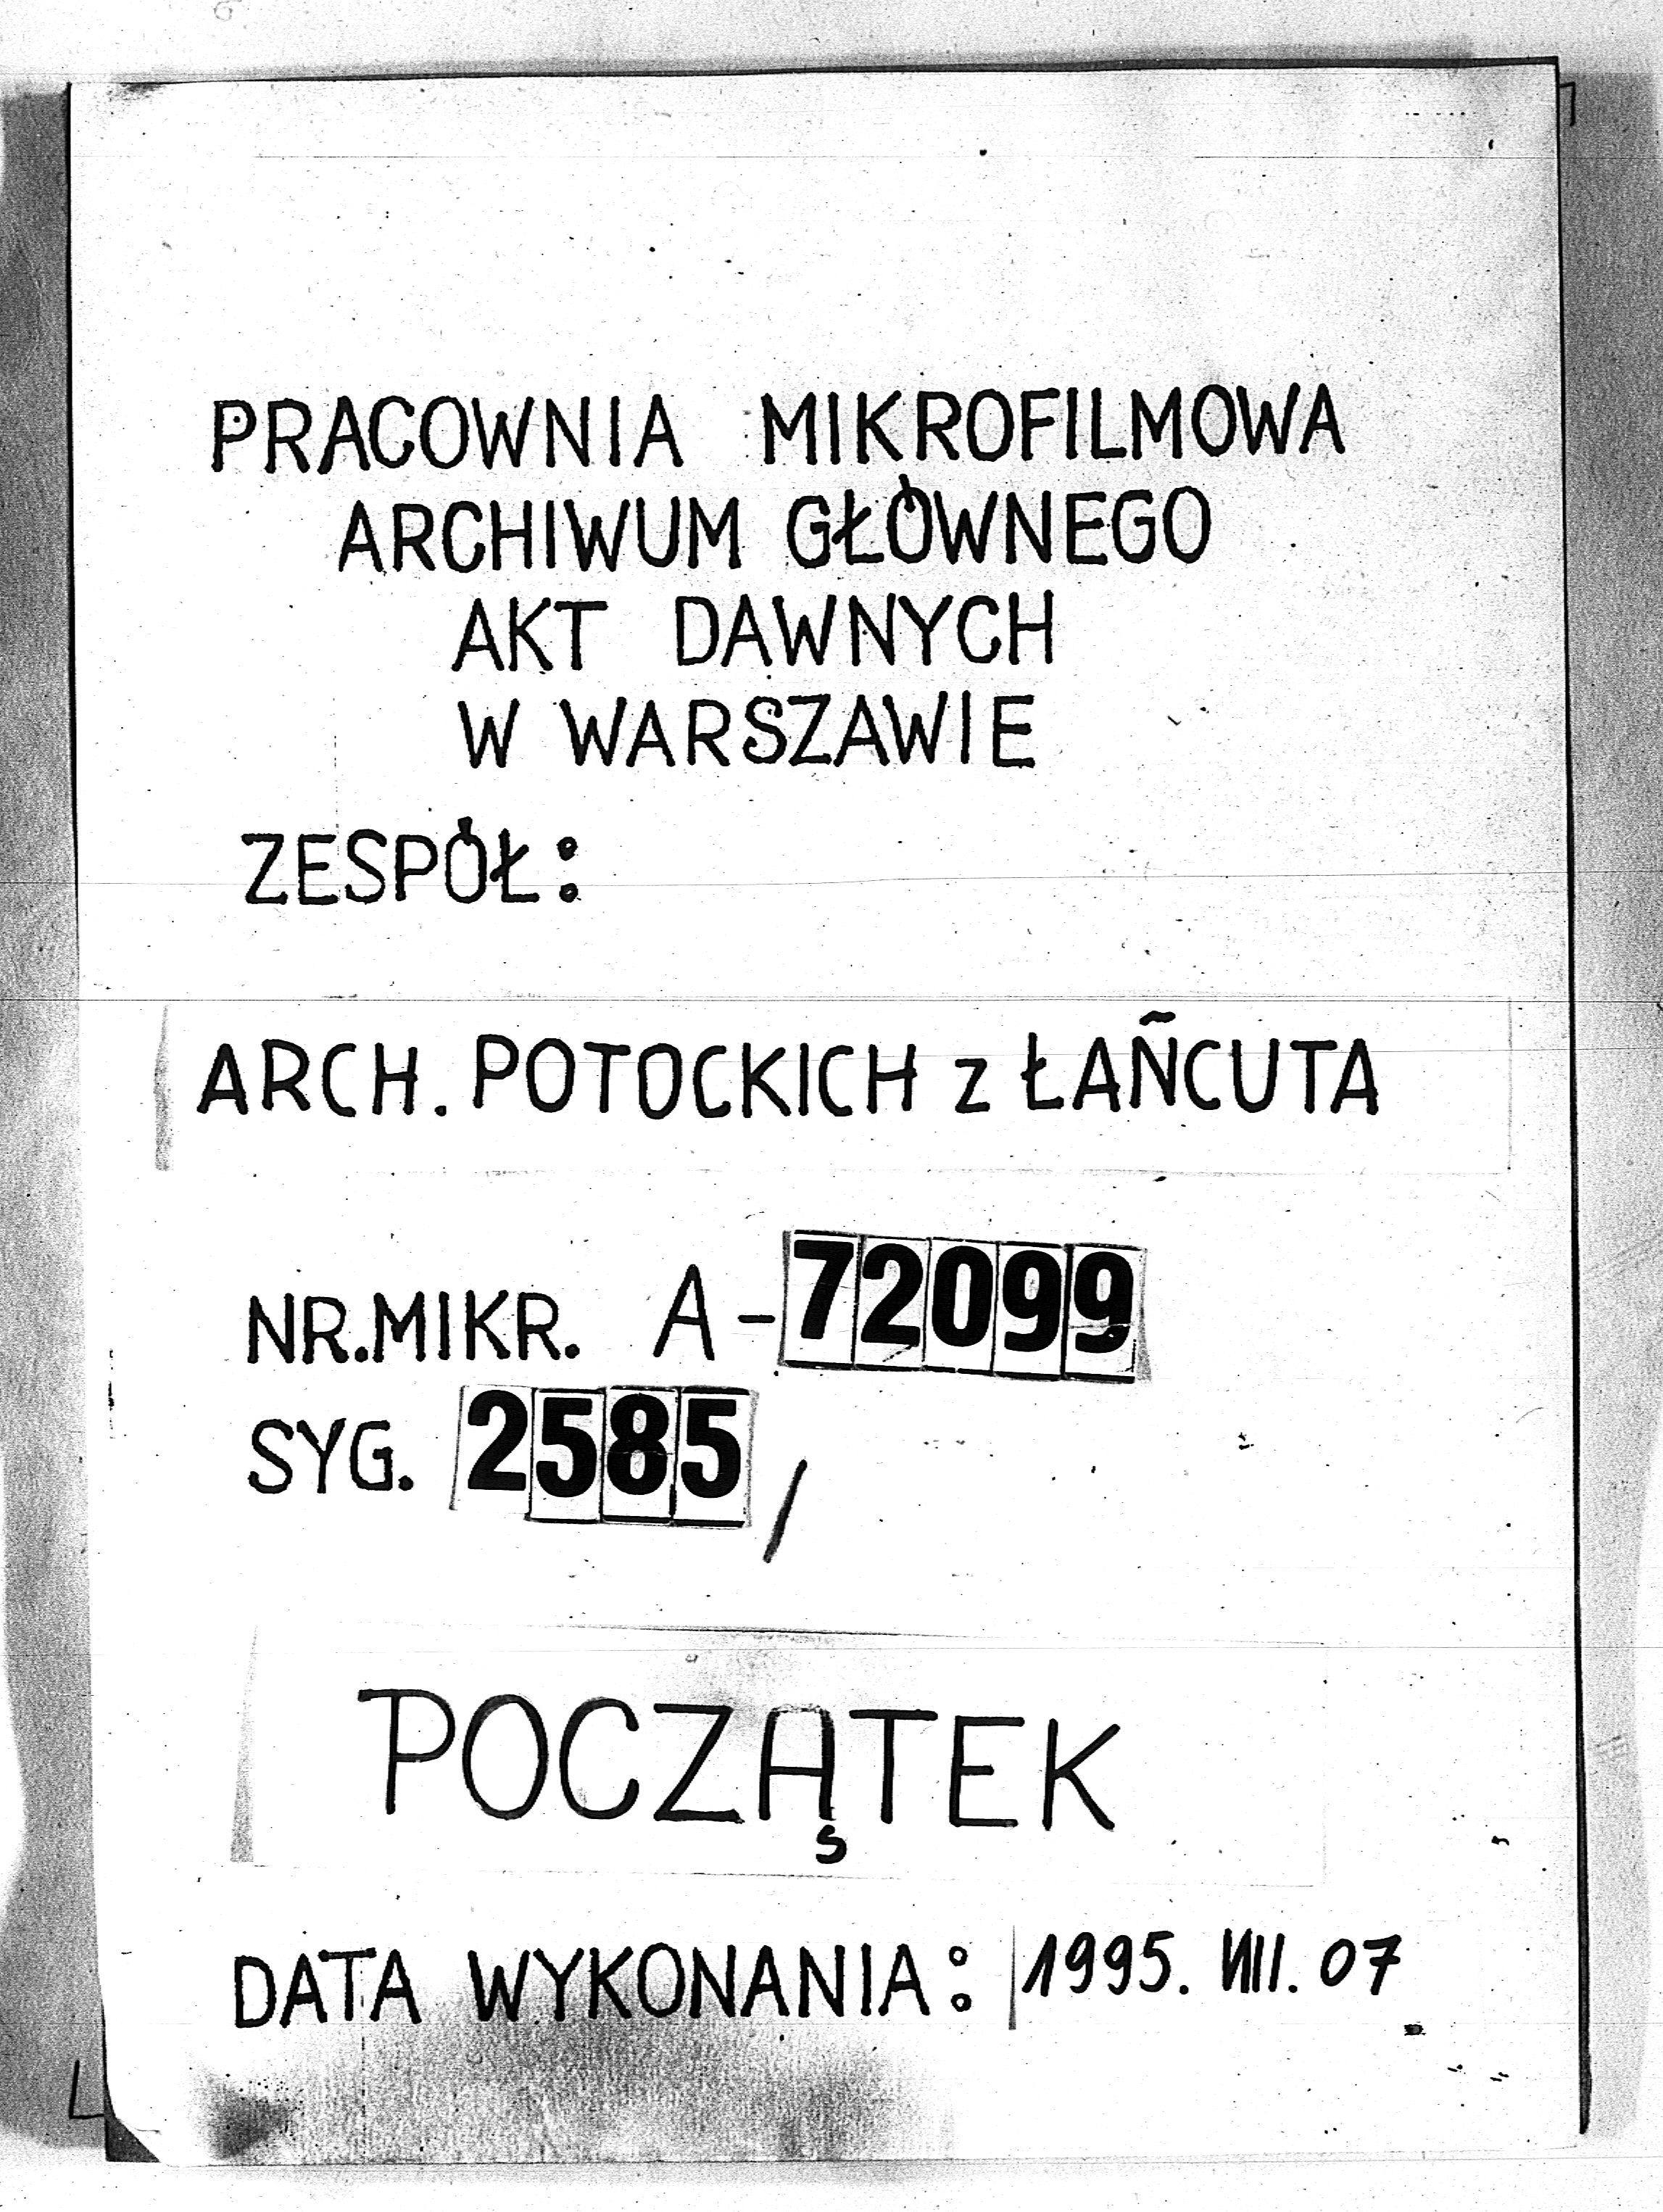 PRACOWNIA MIKROFILMOWA
ARCHIWUM GŁÓWNEGO
AKT DAWNYCH
W WARSZAWIE
ZESPÓŁ:
ARCH. POTOCKICH z ŁAŃCUTA
NR.MIKR. A-72099
SYG. 2585/
POCZĄTEK
DATA WYKONANIA: 1995. VIII. 07